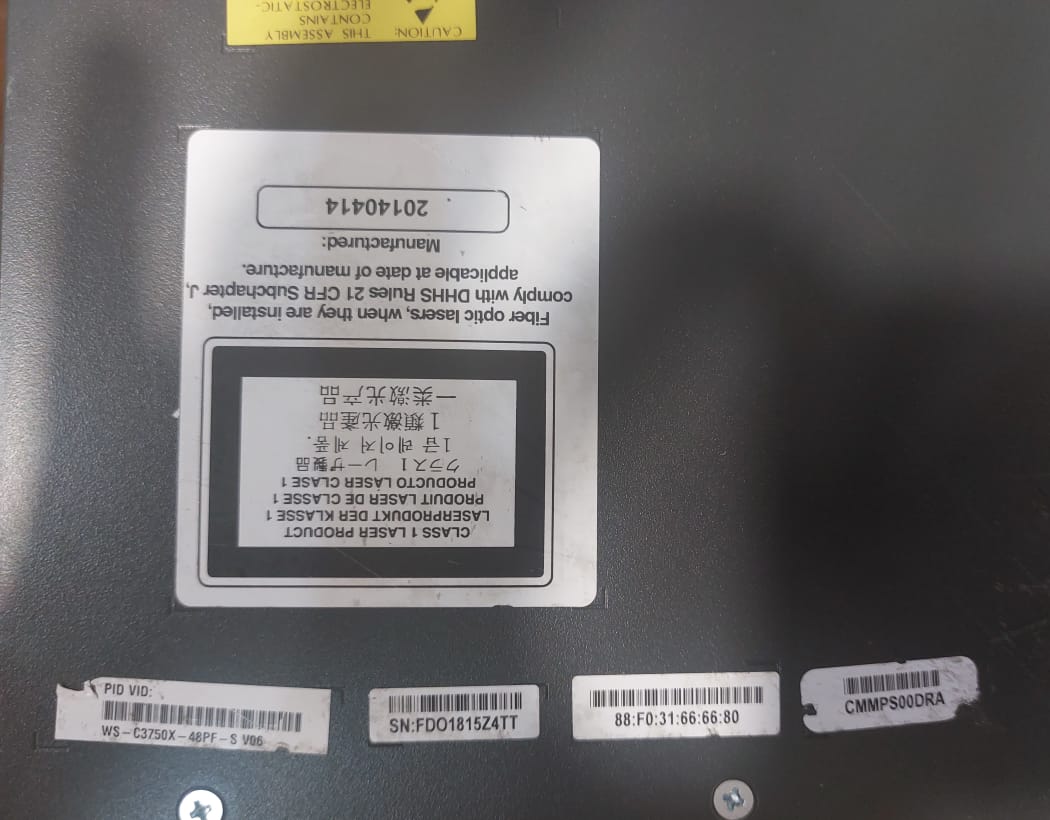 CAUTION: THIS ASSEMBLY
CONTAINS
ELECTROSTATIC-
CLASS 1 LASER PRODUCT
LASERPRODUKT DER KLASSE 1
PRODUIT LASER DE CLASSE 1
PRODUCTO LASER CLASE 1
クラス1 レーザ製品
1급 레이저 제품.
1類激光產品
一类激光产品
Fiber optic lasers, when they are installed,
comply with DHHS Rules 21 CFR Subchapter J,
applicable at date of manufacture.
Manufactured:
20140414
PID VID:
WS-C3750X-48PF-S V06
SN:FDO1815Z4TT
88:F0:31:66:66:80
CMMPS00DRA